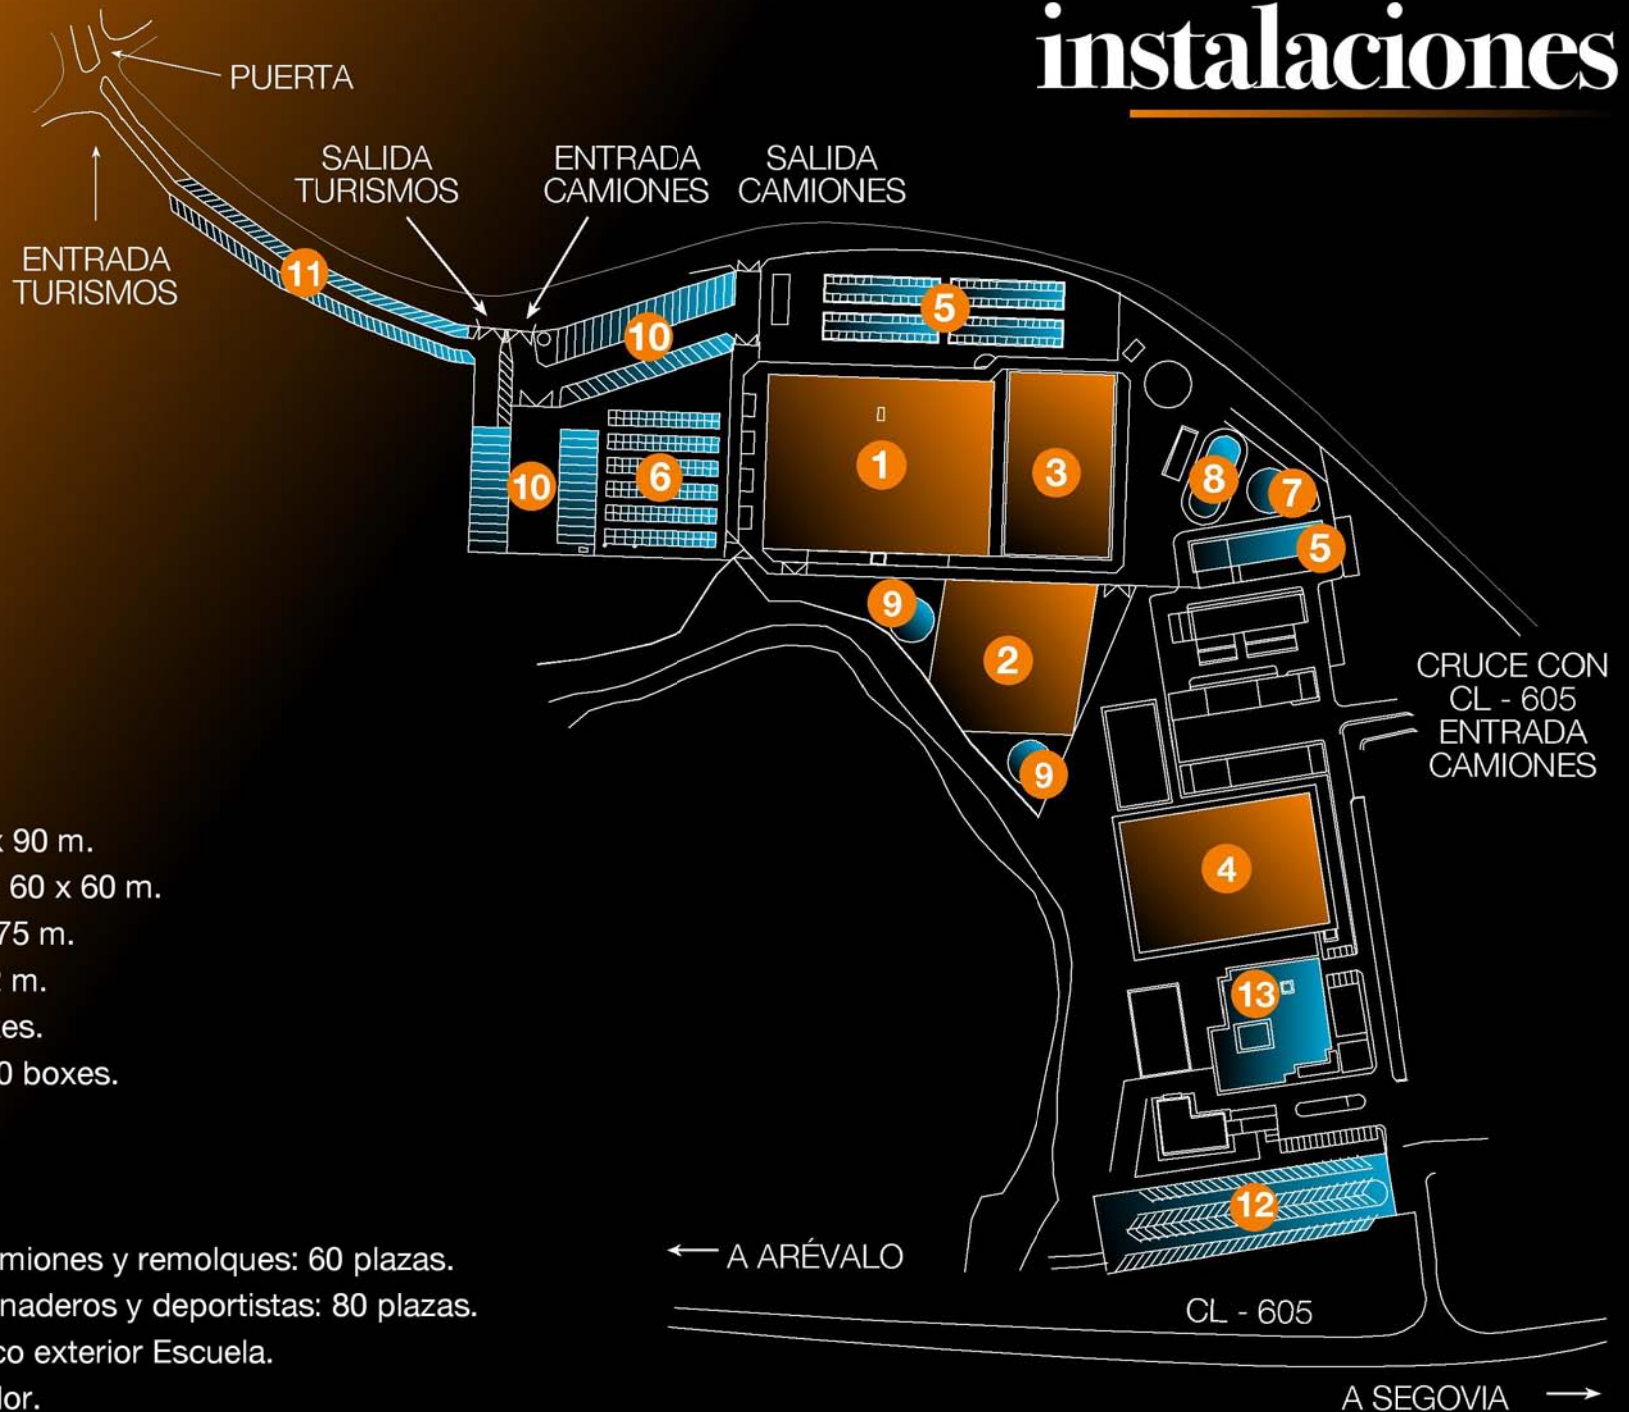 instalaciones
PUERTA
SALIDA
TURISMOS
ENTRADA
CAMIONES
SALIDA
CAMIONES
ENTRADA
TURISMOS
11
5
10
1
3
8
7
6
10
5
9
2
CRUCE CON
CL - 605
ENTRADA
CAMIONES
9
4
13
12
x 90 m.
60 x 60 m.
75 m.
m.
es.
0 boxes.
miones y remolques: 60 plazas.
naderos y deportistas: 80 plazas.
co exterior Escuela.
dor.
A ARÉVALO
CL - 605
A SEGOVIA